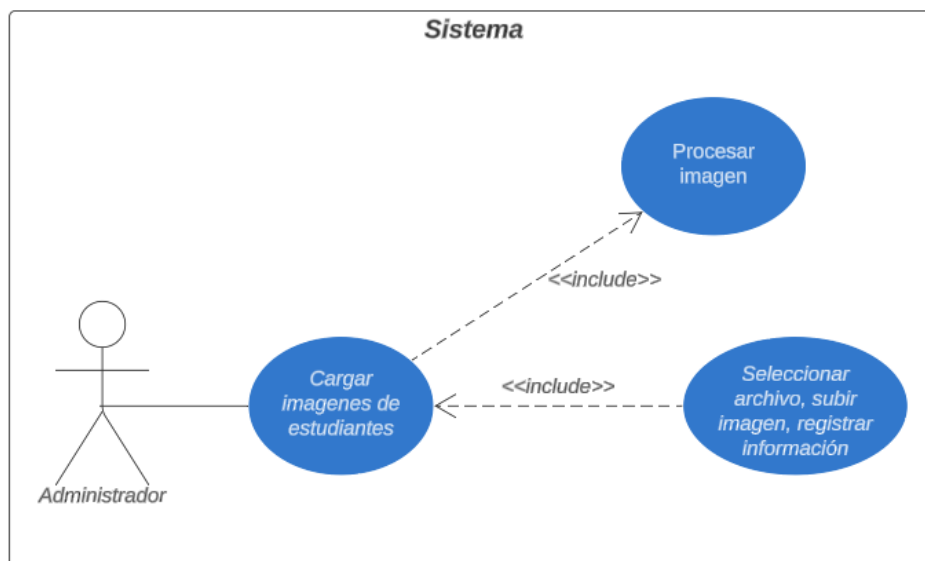 Sistema
Procesar
imagen
<<include>>
Cargar
imagenes de
estudiantes
<<include>>
Seleccionar
archivo, subir
imagen, registrar
información
Administrador